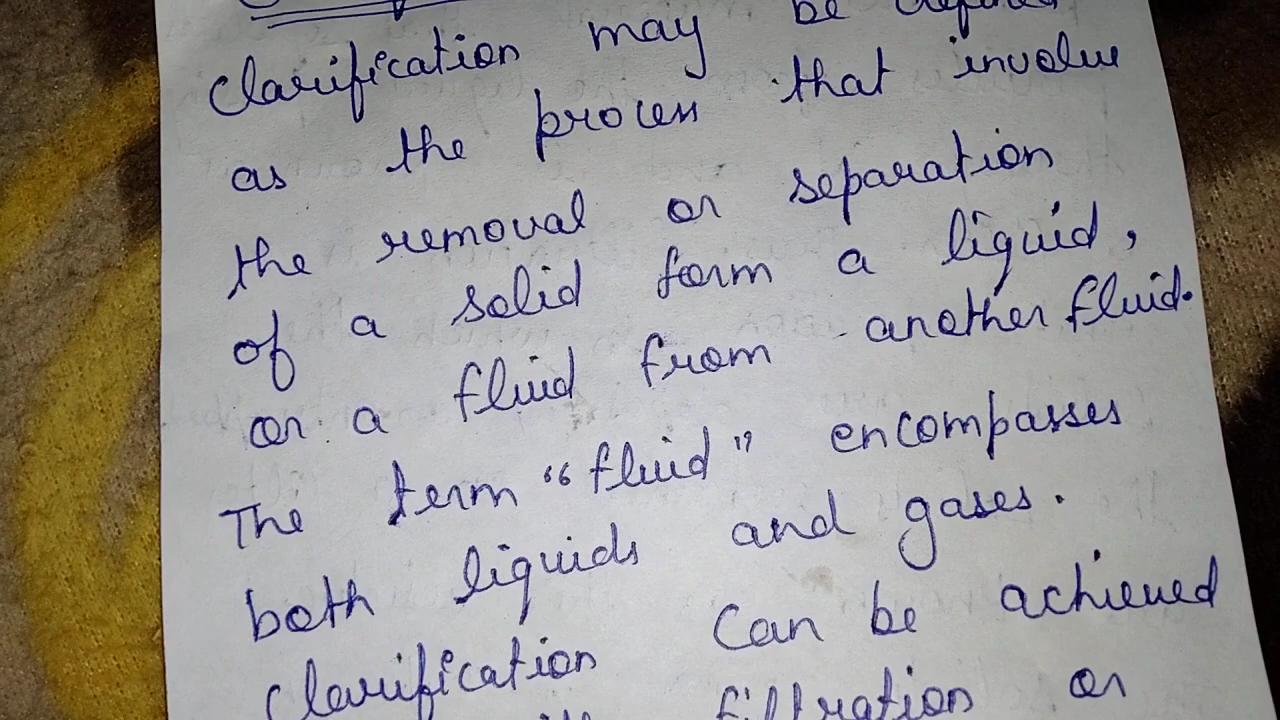 Clarification may be defined
as the process that involve
the removal or separation
of a solid form a liquid,
or a fluid from another fluid.
The term "fluid" encompasses
both liquids and gases.
Clarification Can be achieved
filtration or